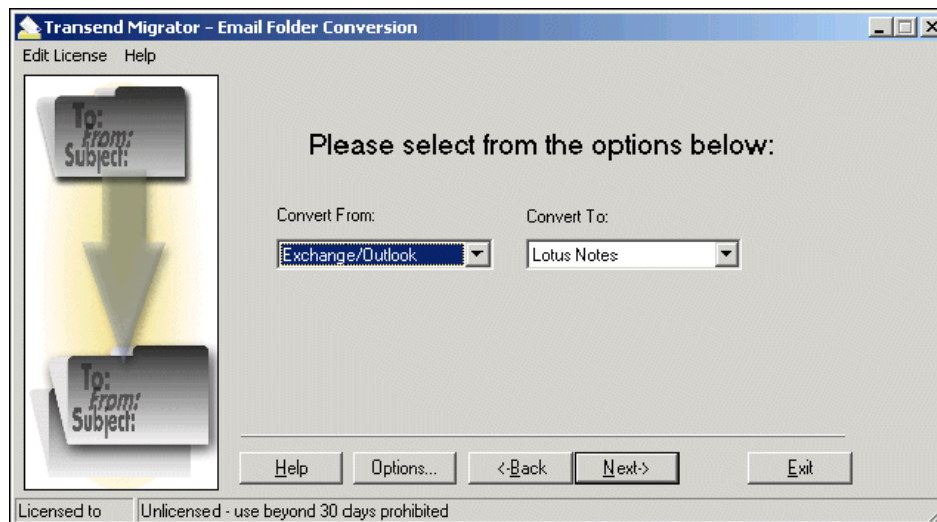 Transend Migrator - Email Folder Conversion
Edit License Help
To:
From:
Subject:
Please select from the options below:
Convert From: Convert To:
Exchange/Outlook Lotus Notes
To:
From:
Subject:
Help Options... <-Back Next-> Exit
Licensed to Unlicensed - use beyond 30 days prohibited